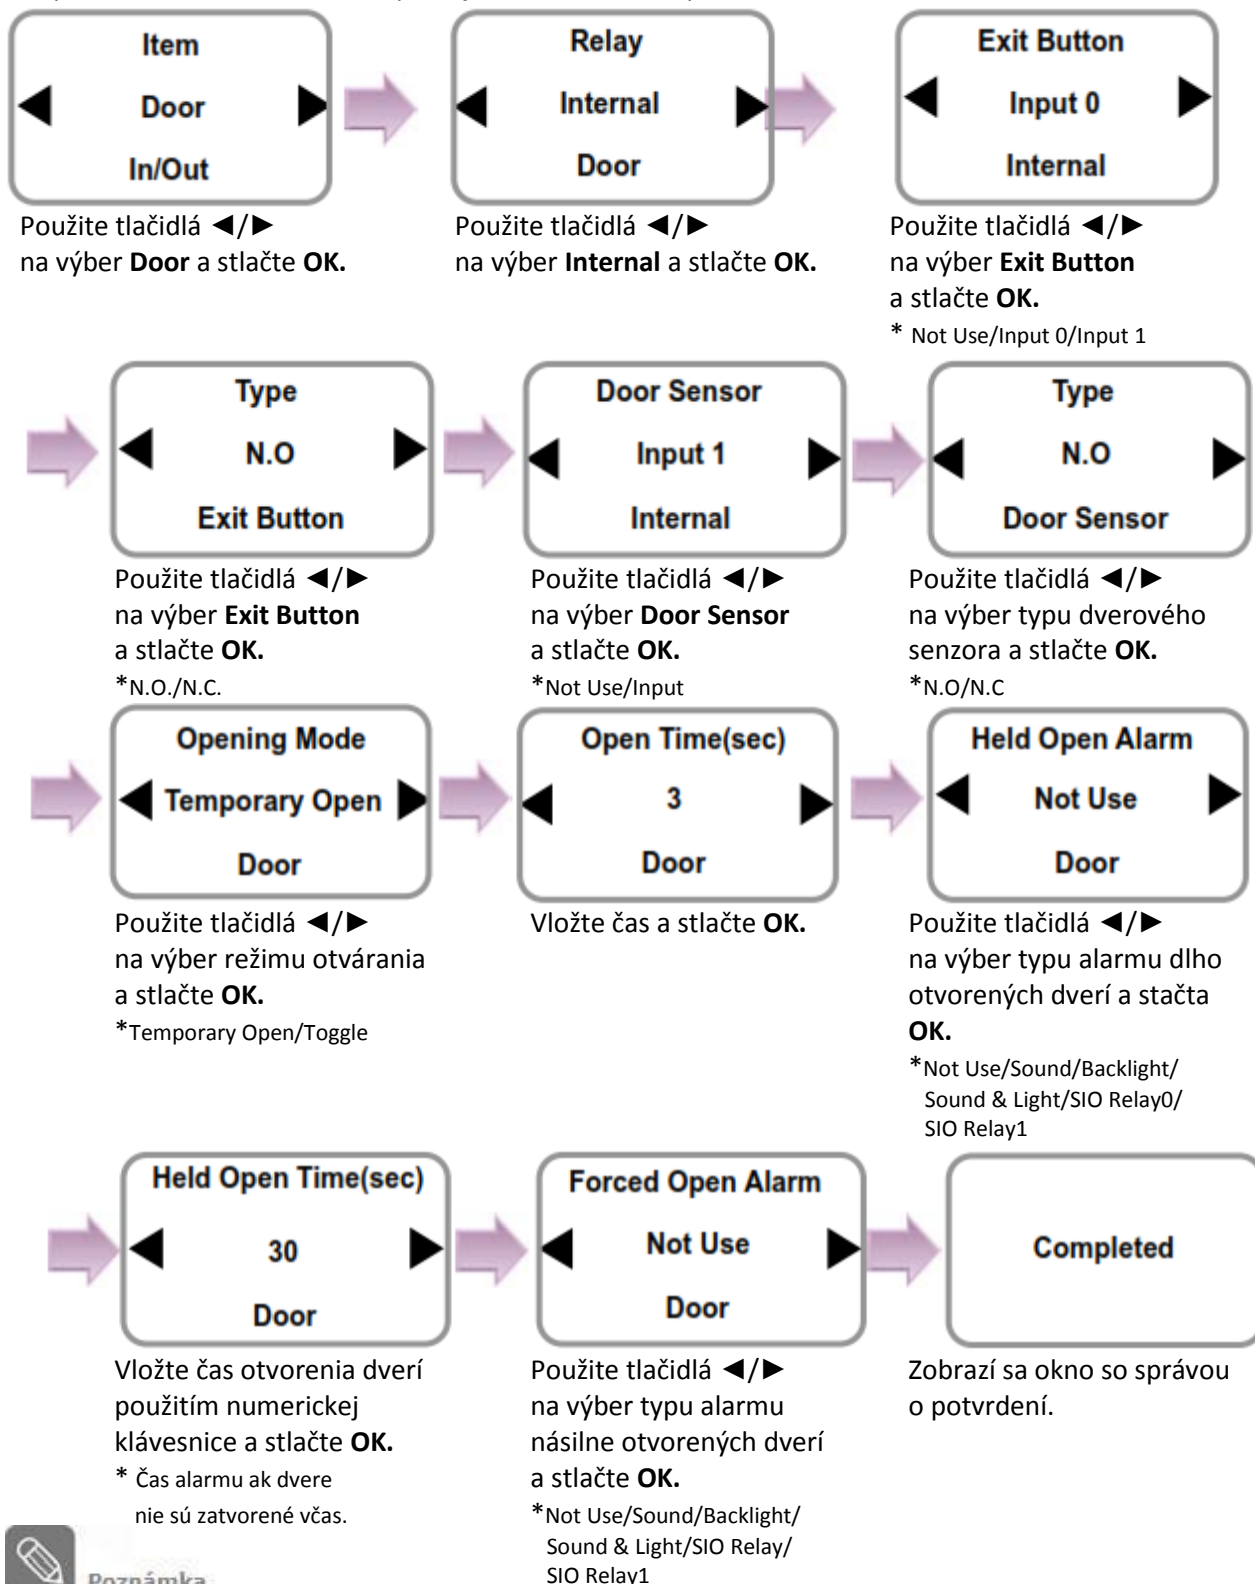 Item
Door
In/Out
Použite tlačidlá ◄/►
na výber Door a stlačte OK.
Relay
Internal
Door
Použite tlačidlá ◄/►
na výber Internal a stlačte OK.
Exit Button
Input 0
Internal
Použite tlačidlá ◄/►
na výber Exit Button
a stlačte OK.
* Not Use/Input 0/Input 1
Type
N.O
Exit Button
Použite tlačidlá ◄/►
na výber Exit Button
a stlačte OK.
*N.O./N.C.
Door Sensor
Input 1
Internal
Použite tlačidlá ◄/►
na výber Door Sensor
a stlačte OK.
*Not Use/Input
Type
N.O
Door Sensor
Použite tlačidlá ◄/►
na výber typu dverového
senzora a stlačte OK.
*N.O/N.C
Opening Mode
Temporary Open
Door
Použite tlačidlá ◄/►
na výber režimu otvárania
a stlačte OK.
*Temporary Open/Toggle
Open Time(sec)
3
Door
Vložte čas a stlačte OK.
Held Open Alarm
Not Use
Door
Použite tlačidlá ◄/►
na výber typu alarmu dlho
otvorených dverí a stačta
OK.
*Not Use/Sound/Backlight/
Sound & Light/SIO Relay0/
SIO Relay1
Held Open Time(sec)
30
Door
Vložte čas otvorenia dverí
použitím numerickej
klávesnice a stlačte OK.
* Čas alarmu ak dvere
nie sú zatvorené včas.
Forced Open Alarm
Not Use
Door
Použite tlačidlá ◄/►
na výber typu alarmu
násilne otvorených dverí
a stlačte OK.
*Not Use/Sound/Backlight/
Sound & Light/SIO Relay/
SIO Relay1
Completed
Zobrazí sa okno so správou
o potvrdení.
Poznámka